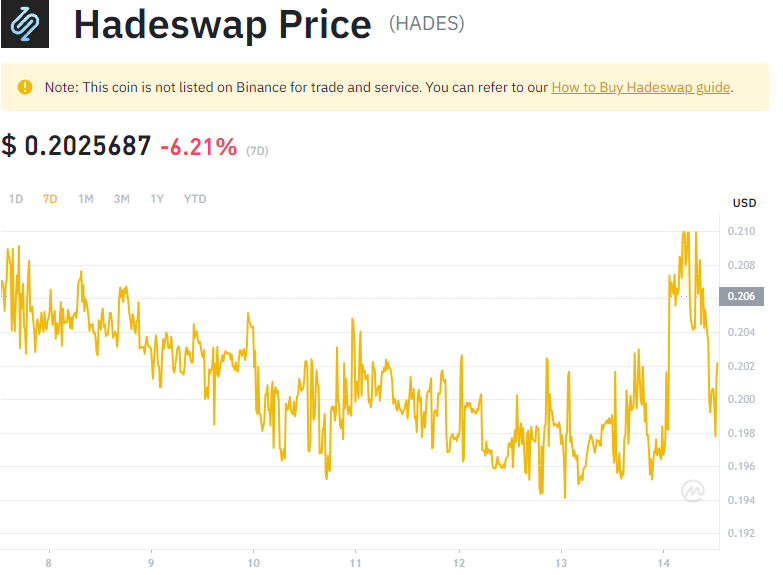 Hadeswap Price (HADES)
Note: This coin is not listed on Binance for trade and service. You can refer to our How to Buy Hadeswap guide.
$ 0.2025687 -6.21% (7D)
1D 7D 1M 3M 1Y YTD
USD
0.210
0.208
0.206
0.204
0.202
0.200
0.198
0.196
0.194
0.192
8 9 10 11 12 13 14